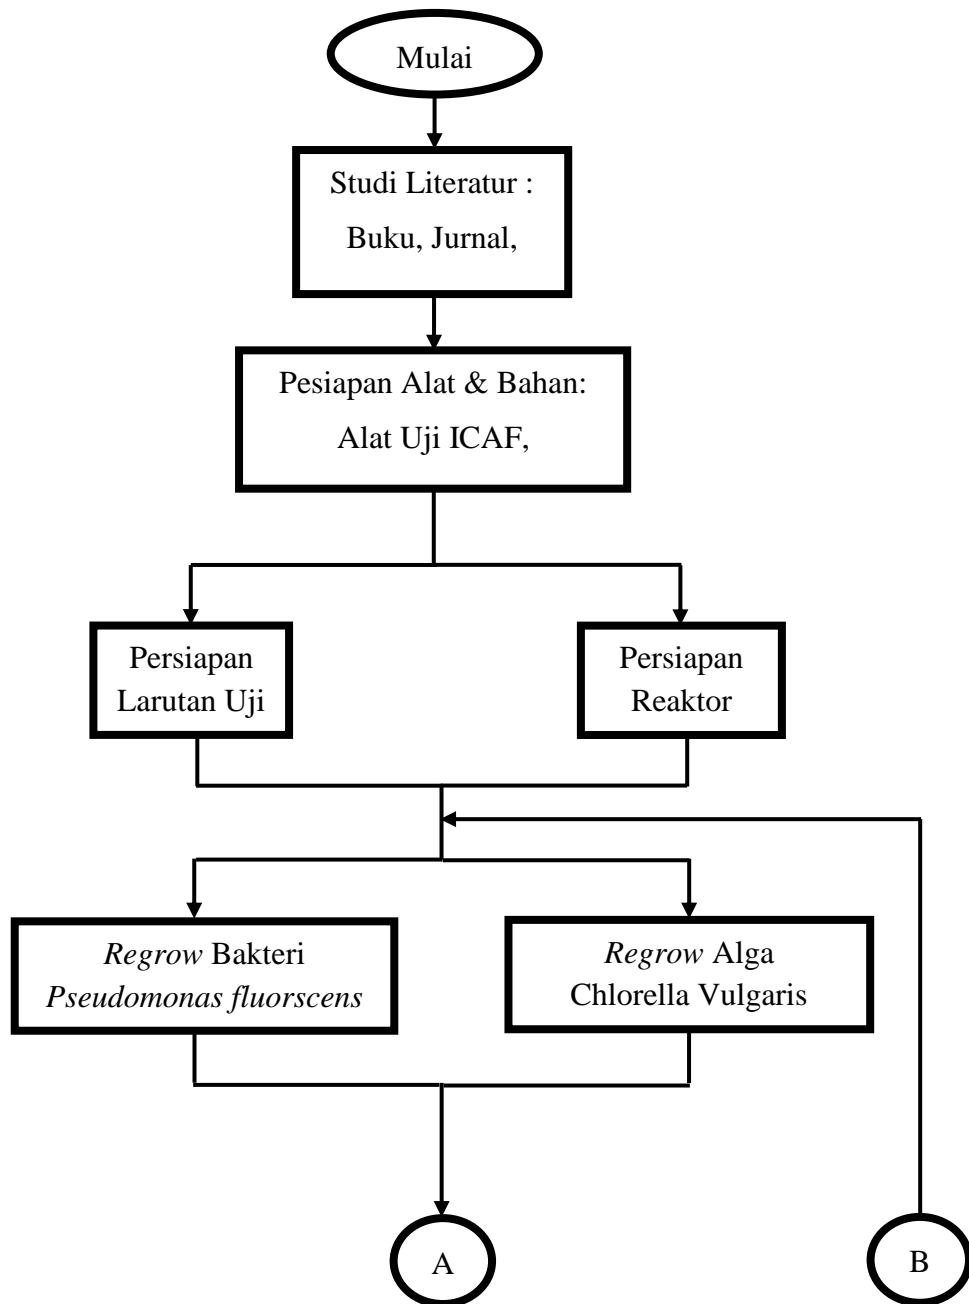 Mulai
Studi Literatur :
Buku, Jurnal,
Pesiapan Alat & Bahan:
Alat Uji ICAF,
Persiapan
Larutan Uji
Persiapan
Reaktor
Regrow Bakteri
Pseudomonas fluorscens
Regrow Alga
Chlorella Vulgaris
A
B